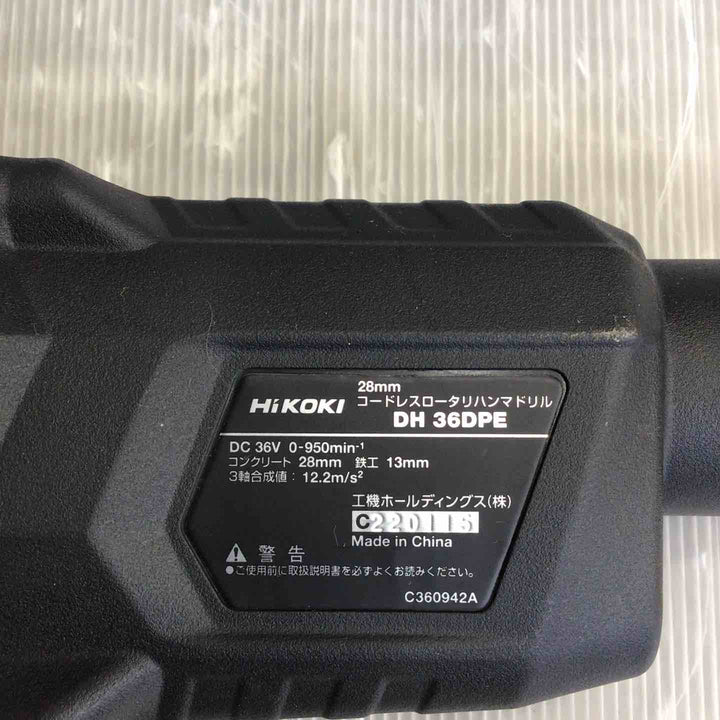 28mm
HiKOKI コードレスロータリハンマドリル
DH 36DPE
DC 36V 0-950min-1
コンクリート 28mm 鉄工 13mm
3軸合成値：12.2m/s2
工機ホールディングス(株)
C220115
Made in China
警告
●ご使用前に取扱説明書を必ずよくお読みください。
C360942A